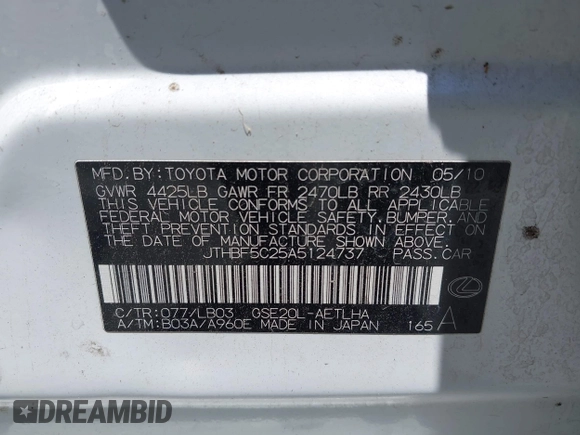 MFD. BY: TOYOTA MOTOR CORPORATION 05/10
GVWR 4425LB GAWR FR 2470LB RR 2430LB
THIS VEHICLE CONFORMS TO ALL APPLICABLE
FEDERAL MOTOR VEHICLE SAFETY, BUMPER, AND
THEFT PREVENTION STANDARDS IN EFFECT ON
THE DATE OF MANUFACTURE SHOWN ABOVE.
JTHBF5C25A5124737 PASS. CAR
C/TR: 077/LB03 GSE20L-AETLHA
A/TM: B03A/A960E MADE IN JAPAN 165 A
DREAMBID